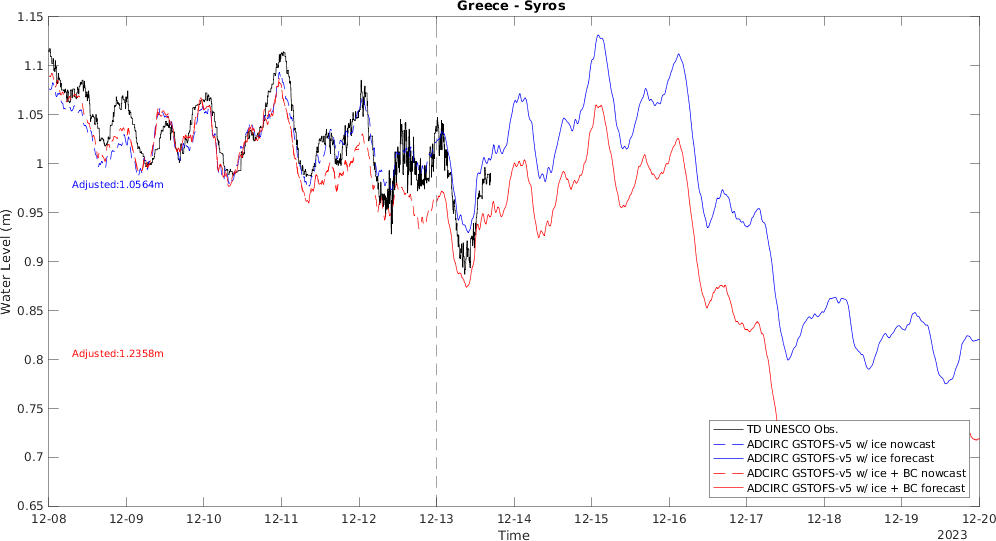 Greece - Syros
1.15
1.1
1.05
1
0.95
0.9
0.85
0.8
0.75
0.7
0.65
Water Level (m)
Adjusted:1.0564m
Adjusted:1.2358m
TD UNESCO Obs.
ADCIRC GSTOFS-v5 w/ ice nowcast
ADCIRC GSTOFS-v5 w/ ice forecast
ADCIRC GSTOFS-v5 w/ ice + BC nowcast
ADCIRC GSTOFS-v5 w/ ice + BC forecast
12-08 12-09 12-10 12-11 12-12 12-13 12-14 12-15 12-16 12-17 12-18 12-19 12-20
Time
2023